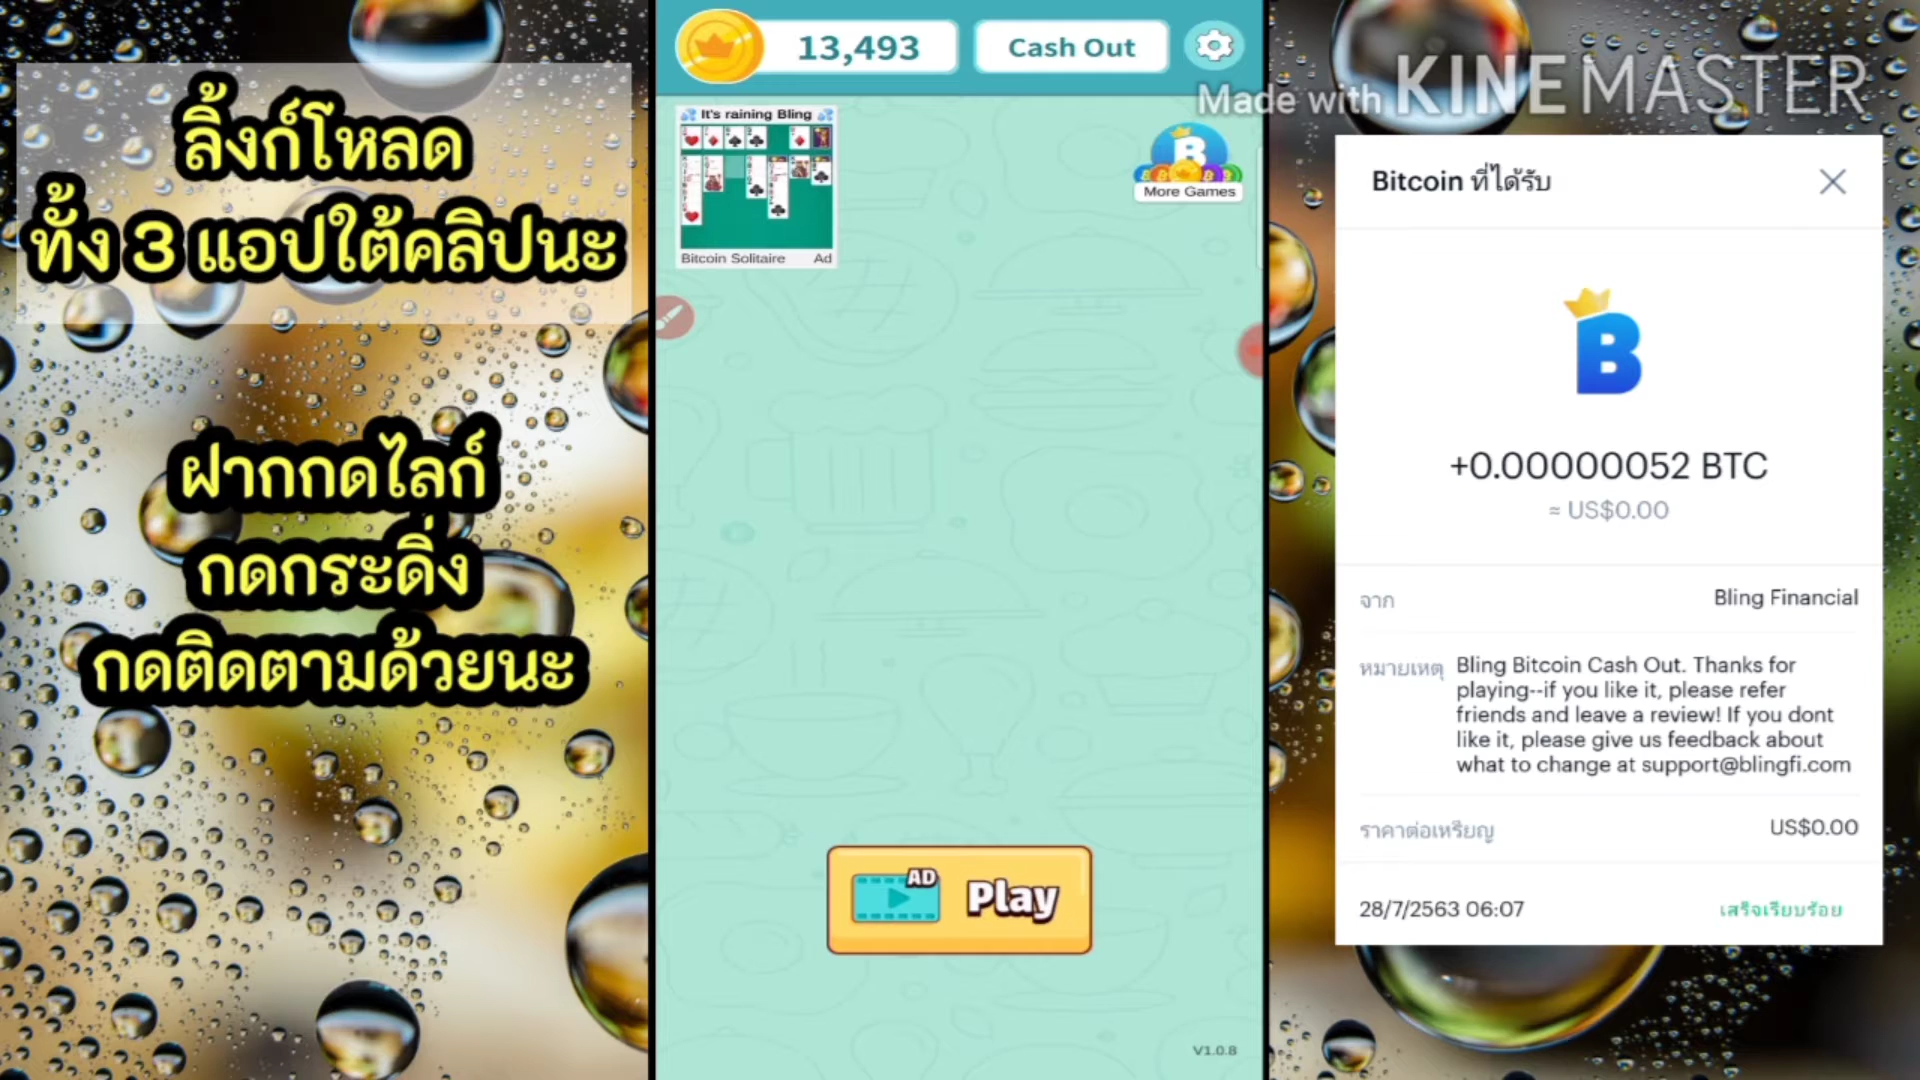 ลิ้งก์โหลด
ทั้ง 3 แอปใต้คลิปนะ
ฝากกดไลก์
กดกระดิ่ง
กดติดตามด้วยนะ
13,493
Cash Out
It's raining Bling
Bitcoin Solitaire Ad
B
More Games
AD Play
V1.0.8
Made with KINEMASTER
Bitcoin ที่ได้รับ
B
+0.00000052 BTC
≈ US$0.00
จาก Bling Financial
หมายเหตุ Bling Bitcoin Cash Out. Thanks for
playing--if you like it, please refer
friends and leave a review! If you dont
like it, please give us feedback about
what to change at support@blingfi.com
ราคาต่อเหรียญ US$0.00
28/7/2563 06:07 เสร็จเรียบร้อย